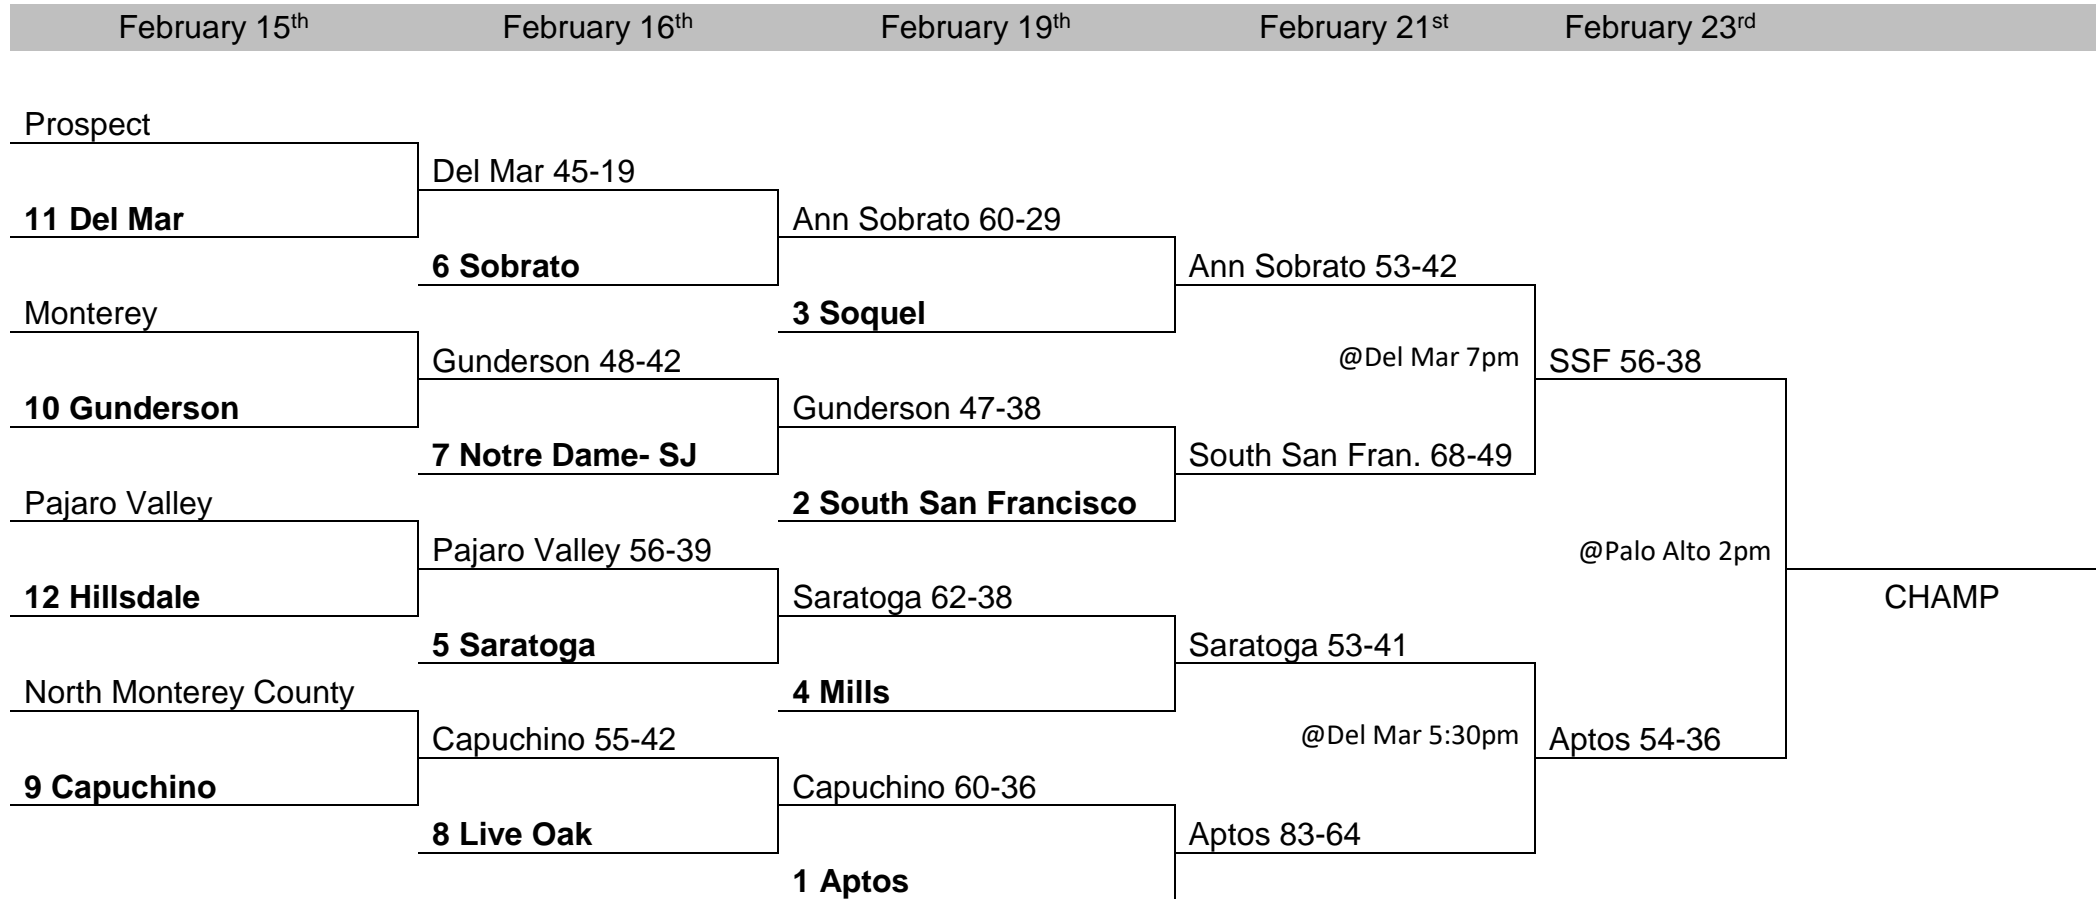 February 15th February 16th February 19th February 21st February 23rd
Prospect
Del Mar 45-19
11 Del Mar
Ann Sobrato 60-29
6 Sobrato
Ann Sobrato 53-42
Monterey
3 Soquel
Gunderson 48-42
@Del Mar 7pm
SSF 56-38
10 Gunderson
Gunderson 47-38
7 Notre Dame- SJ
South San Fran. 68-49
Pajaro Valley
2 South San Francisco
Pajaro Valley 56-39
@Palo Alto 2pm
12 Hillsdale
Saratoga 62-38
CHAMP
5 Saratoga
Saratoga 53-41
North Monterey County
4 Mills
Capuchino 55-42
@Del Mar 5:30pm
Aptos 54-36
9 Capuchino
Capuchino 60-36
8 Live Oak
Aptos 83-64
1 Aptos